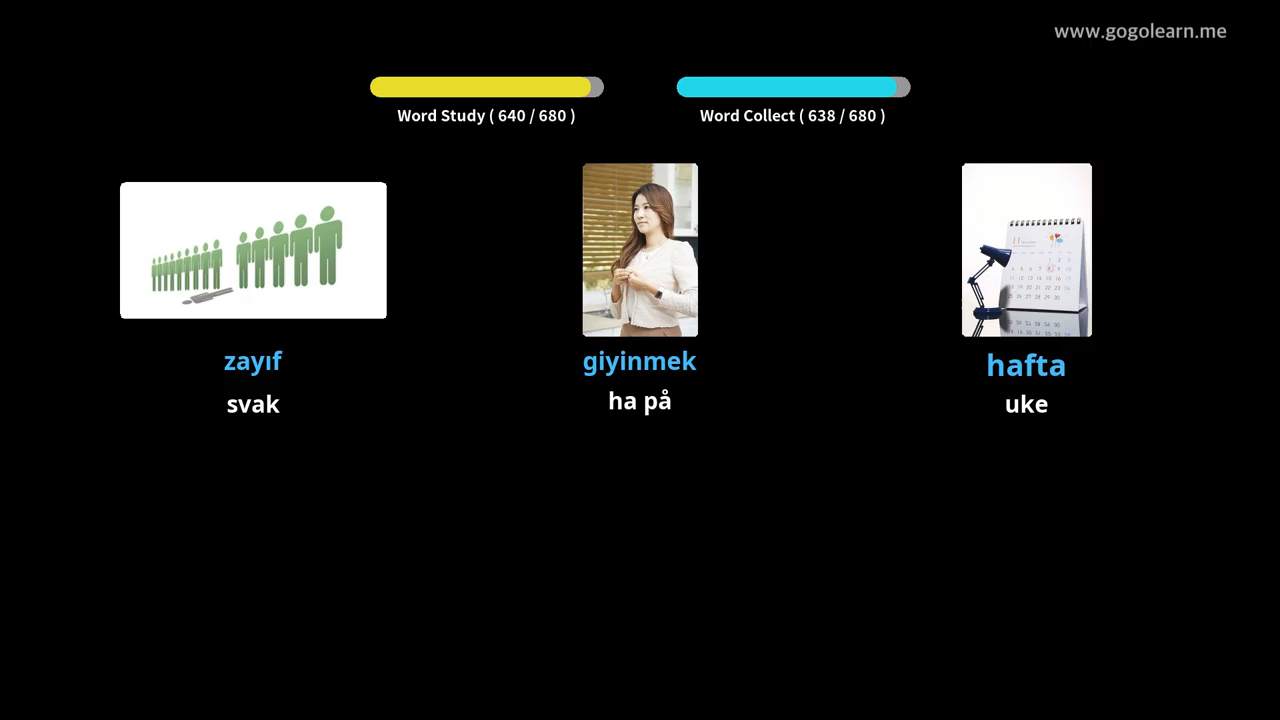 www.gogolearn.me
Word Study ( 640 / 680 )
Word Collect ( 638 / 680 )
zayıf
giyinmek
hafta
svak
ha på
uke